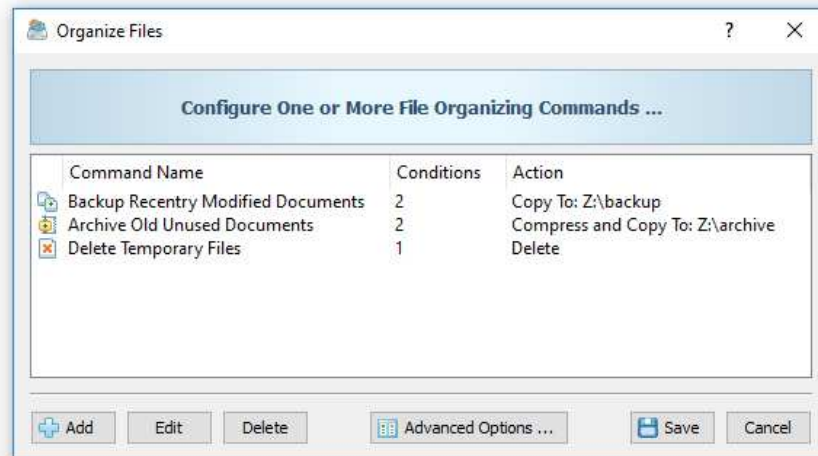 Organize Files
Configure One or More File Organizing Commands ...
Command Name Conditions Action
Backup Recentry Modified Documents 2 Copy To: Z:\backup
Archive Old Unused Documents 2 Compress and Copy To: Z:\archive
Delete Temporary Files 1 Delete
Add Edit Delete Advanced Options ... Save Cancel